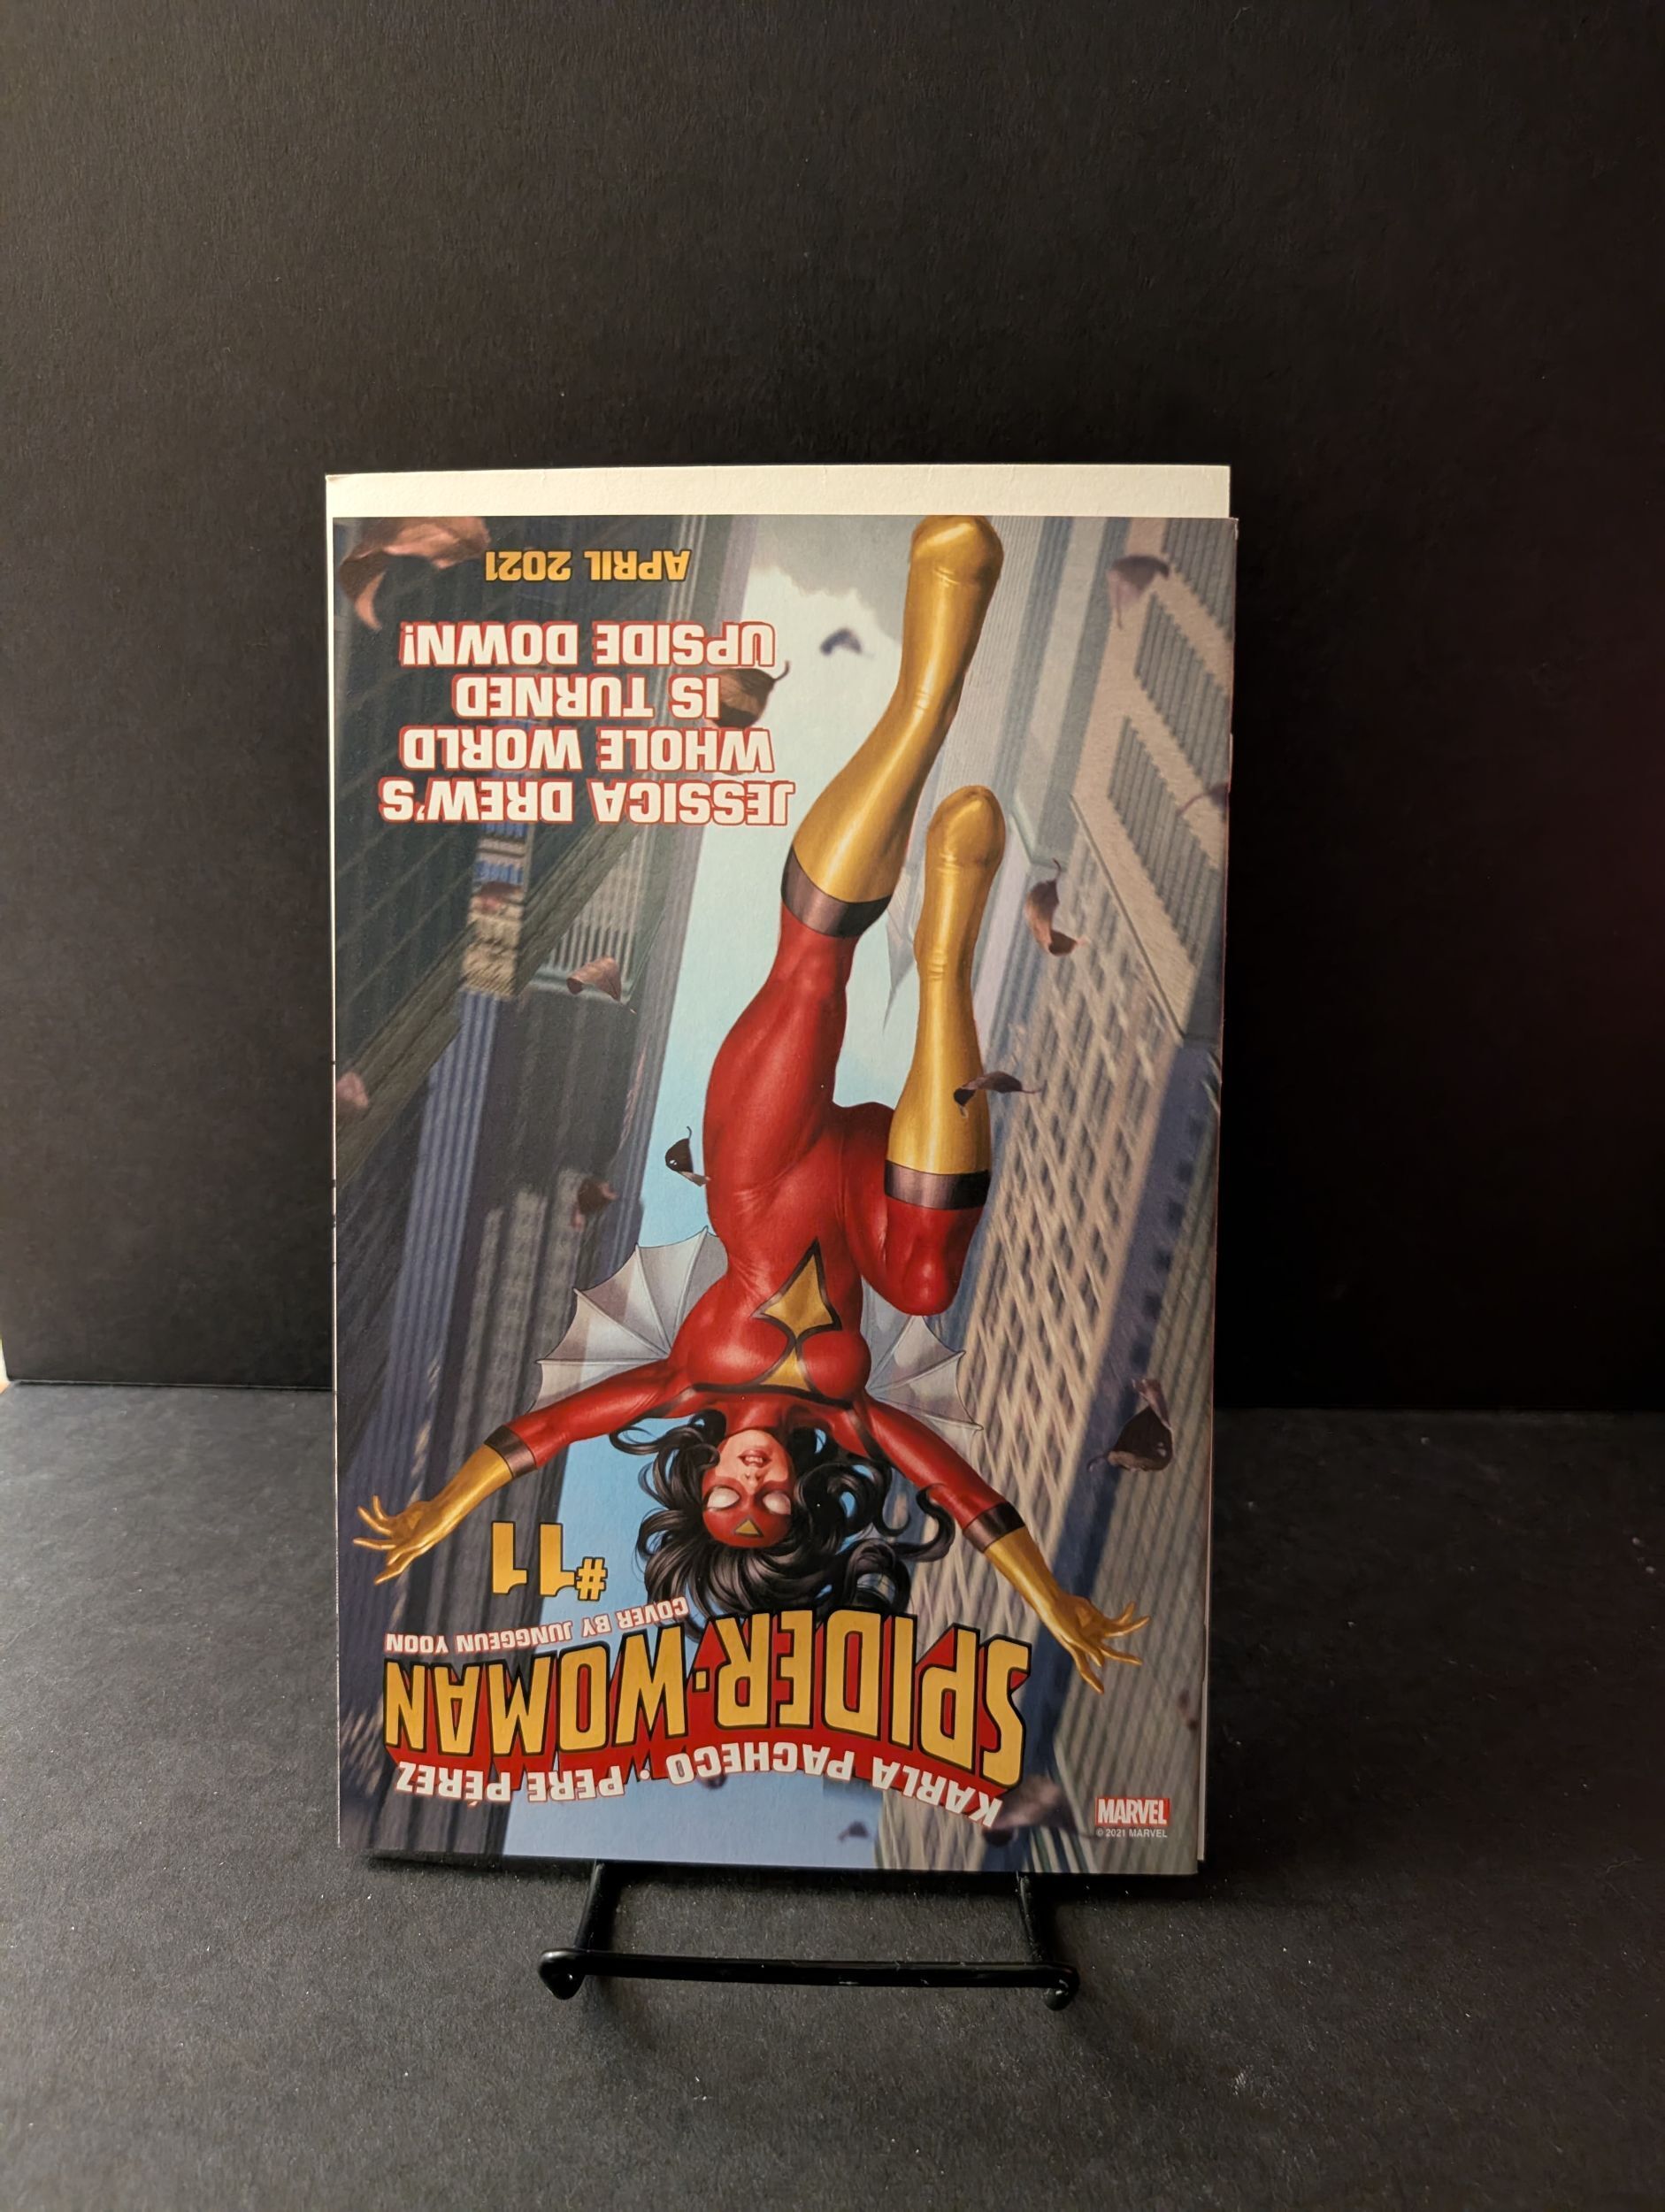 KARLA PACHECO · PERE PÉREZ
SPIDER-WOMAN
COVER BY JUNGGEUN YOON
#11
JESSICA DREW'S
WHOLE WORLD
IS TURNED
UPSIDE DOWN!
APRIL 2021
MARVEL
© 2021 MARVEL